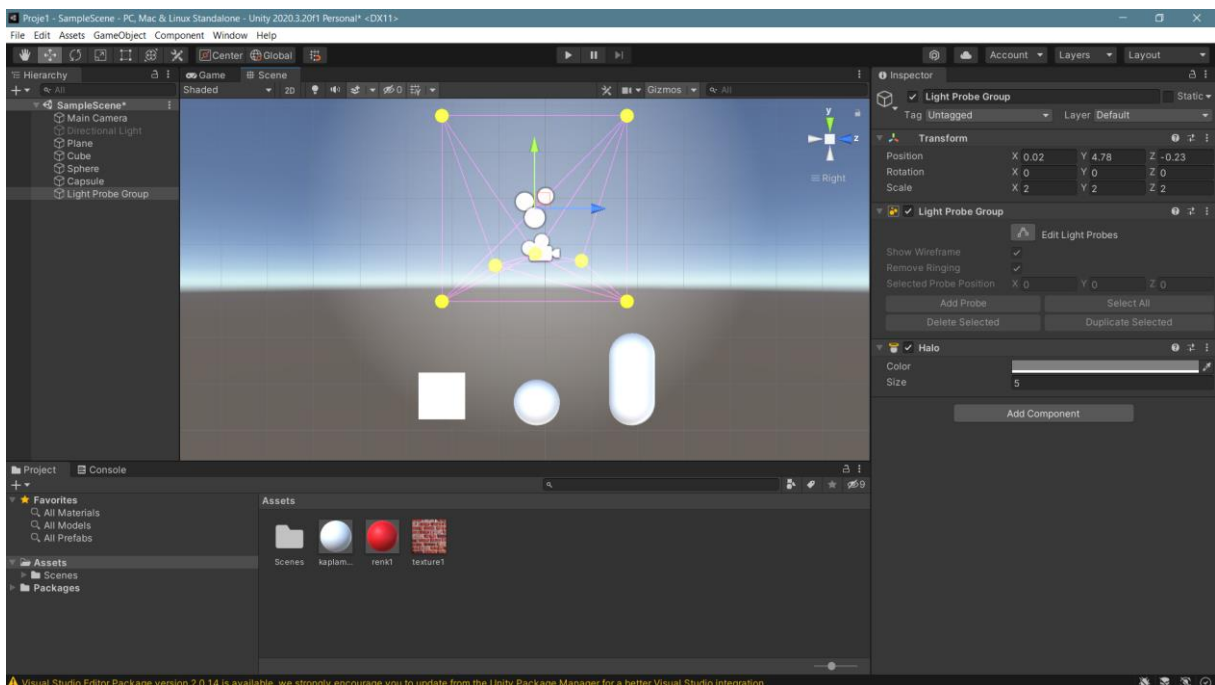 Proje1 - SampleScene - PC, Mac & Linux Standalone - Unity 2020.3.20f1 Personal* <DX11>
File Edit Assets GameObject Component Window Help
Center Global
Account Layers Layout
Hierarchy
All
SampleScene*
Main Camera
Directional Light
Plane
Cube
Sphere
Capsule
Light Probe Group
Game Scene
Shaded 2D 0 Gizmos All
y
z
Right
Inspector
Light Probe Group Static
Tag Untagged Layer Default
Transform
Position X 0.02 Y 4.78 Z -0.23
Rotation X 0 Y 0 Z 0
Scale X 2 Y 2 Z 2
Light Probe Group
Edit Light Probes
Show Wireframe
Remove Ringing
Selected Probe Position X 0 Y 0 Z 0
Add Probe Select All
Delete Selected Duplicate Selected
Halo
Color
Size 5
Add Component
Project Console
9
Favorites
All Materials
All Models
All Prefabs
Assets
Scenes
Packages
Assets
Scenes kaplam... renk1 texture1
Visual Studio Editor Package version 2.0.14 is available, we strongly encourage you to update from the Unity Package Manager for a better Visual Studio integration